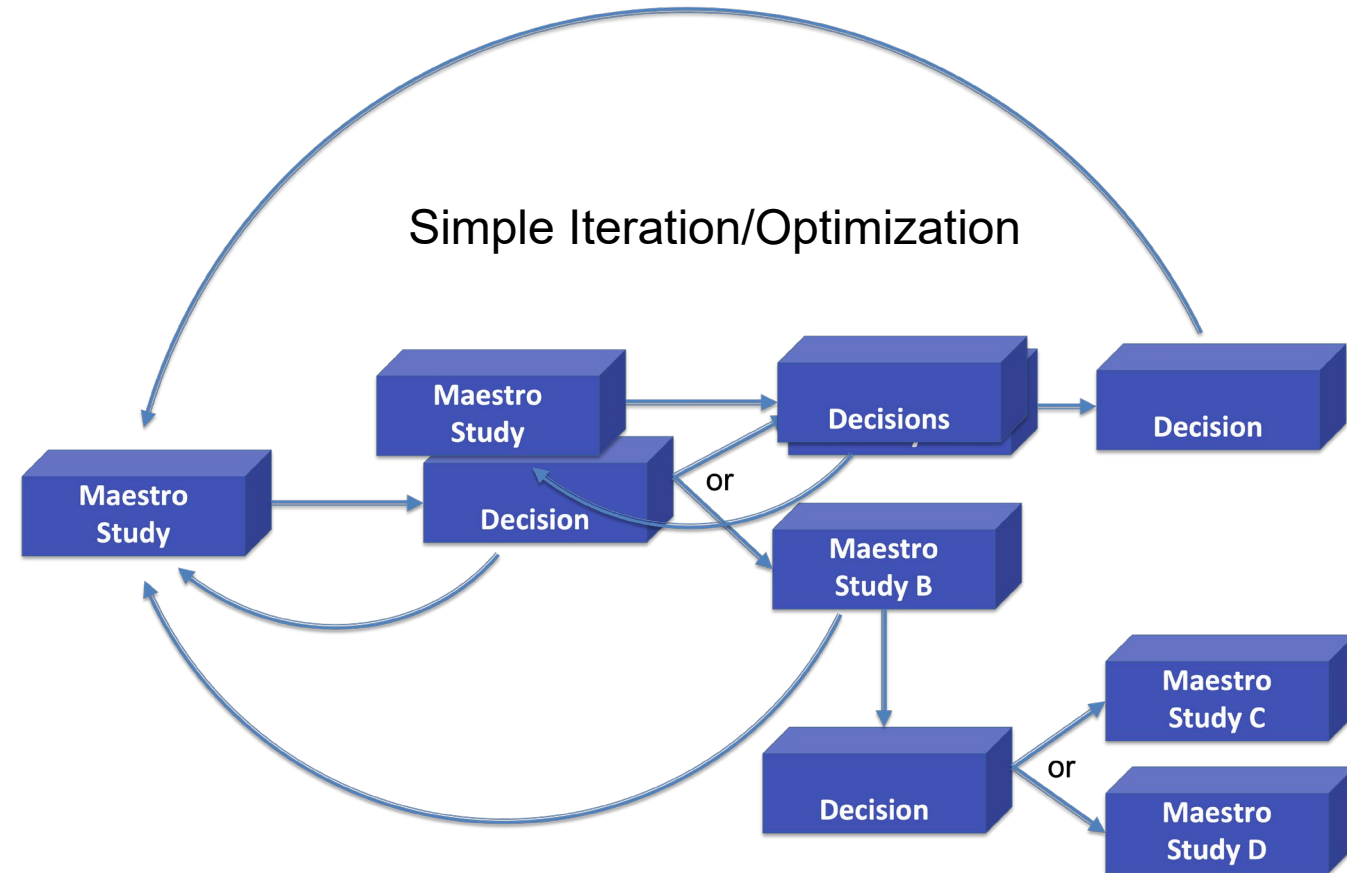 Simple Iteration/Optimization
Maestro
Study
Decisions
Decision
Maestro
Study
Decision
or
Maestro
Study B
Maestro
Study C
or
Decision
Maestro
Study D